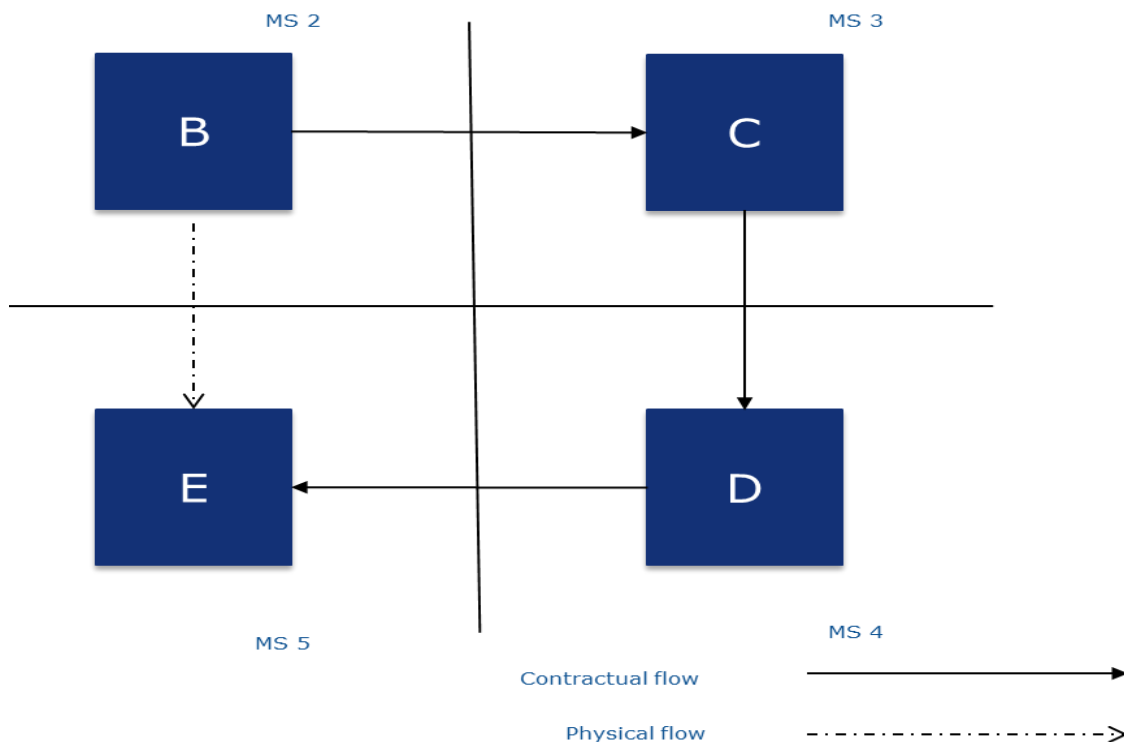 MS 2
MS 3
B
C
E
D
MS 5
MS 4
Contractual flow
Physical flow